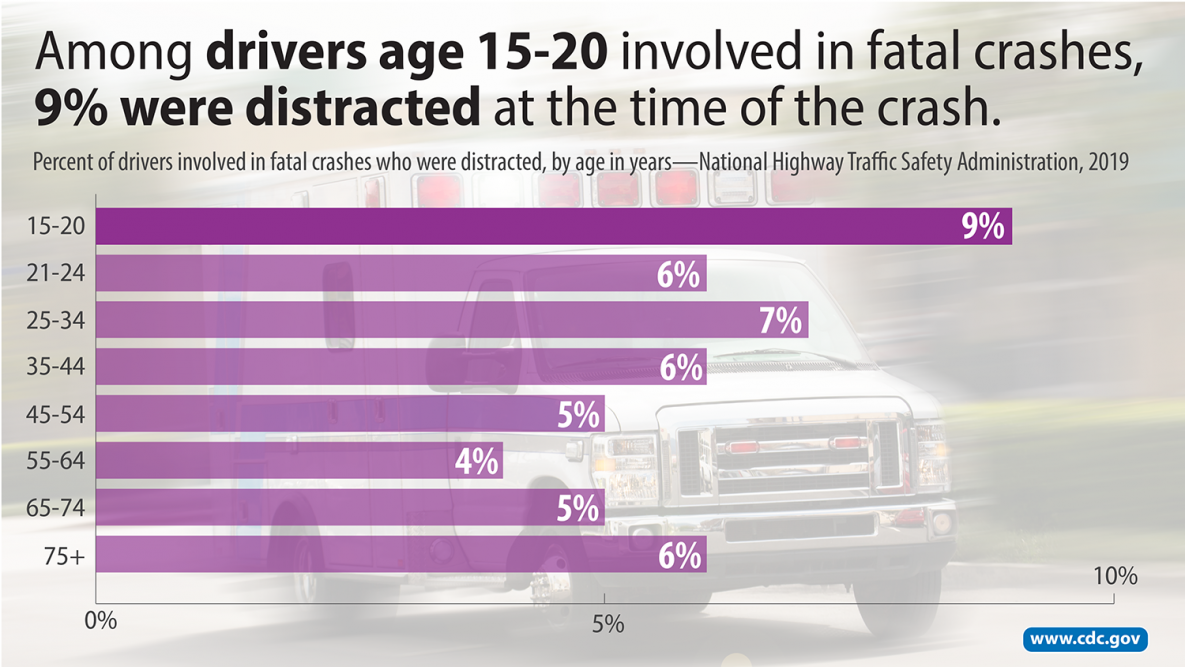 Among drivers age 15-20 involved in fatal crashes,
9% were distracted at the time of the crash.
Percent of drivers involved in fatal crashes who were distracted, by age in years—National Highway Traffic Safety Administration, 2019
15-20 9%
21-24 6%
25-34 7%
35-44 6%
45-54 5%
55-64 4%
65-74 5%
75+ 6%
10%
0% 5%
www.cdc.gov